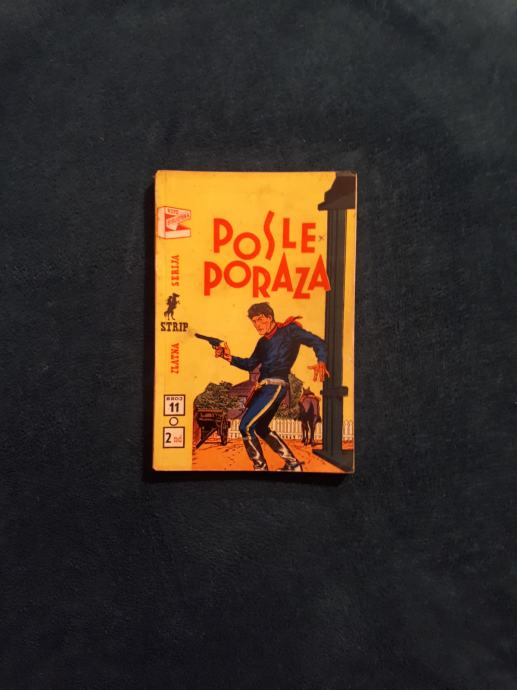 POSLE
PORAZA
ZLATNA SERIJA
STRIP
BROJ
11
2 nd